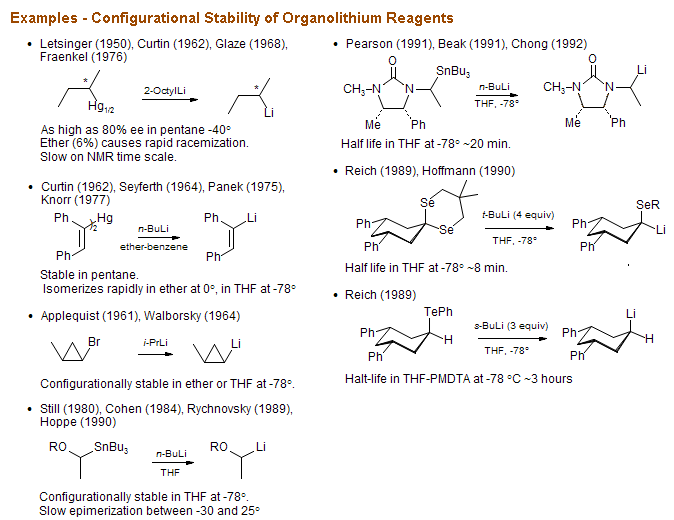 Examples - Configurational Stability of Organolithium Reagents
• Letsinger (1950), Curtin (1962), Glaze (1968),
Fraenkel (1976)
*
Hg1/2
2-OctylLi
*
Li
As high as 80% ee in pentane -40°
Ether (6%) causes rapid racemization.
Slow on NMR time scale.
• Curtin (1962), Seyferth (1964), Panek (1975),
Knorr (1977)
Ph
Hg
1/2
Ph
n-BuLi
ether-benzene
Ph
Li
Ph
Stable in pentane.
Isomerizes rapidly in ether at 0°, in THF at -78°
• Applequist (1961), Walborsky (1964)
Br
i-PrLi
Li
Configurationally stable in ether or THF at -78°.
• Still (1980), Cohen (1984), Rychnovsky (1989),
Hoppe (1990)
RO
SnBu3
n-BuLi
THF
RO
Li
Configurationally stable in THF at -78°.
Slow epimerization between -30 and 25°
• Pearson (1991), Beak (1991), Chong (1992)
O
SnBu3
CH3-N
N
Me
Ph
n-BuLi
THF, -78°
O
Li
CH3-N
N
Me
Ph
Half life in THF at -78° ~20 min.
• Reich (1989), Hoffmann (1990)
Se
Se
Ph
Ph
t-BuLi (4 equiv)
THF, -78°
SeR
Ph
Li
Ph
Half life in THF at -78° ~8 min.
• Reich (1989)
TePh
Ph
H
Ph
s-BuLi (3 equiv)
THF, -78°
Li
Ph
H
Ph
Halt-life in THF-PMDTA at -78 °C ~3 hours